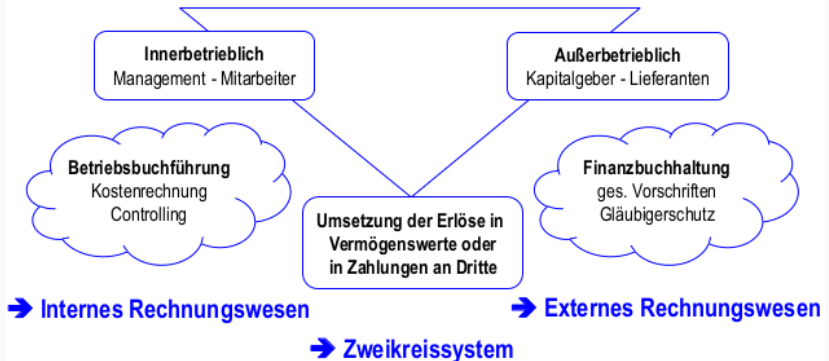 Innerbetrieblich
Management - Mitarbeiter
Außerbetrieblich
Kapitalgeber - Lieferanten
Betriebsbuchführung
Kostenrechnung
Controlling
Finanzbuchhaltung
ges. Vorschriften
Gläubigerschutz
Umsetzung der Erlöse in
Vermögenswerte oder
in Zahlungen an Dritte
➔ Internes Rechnungswesen
➔ Externes Rechnungswesen
➔ Zweikreissystem